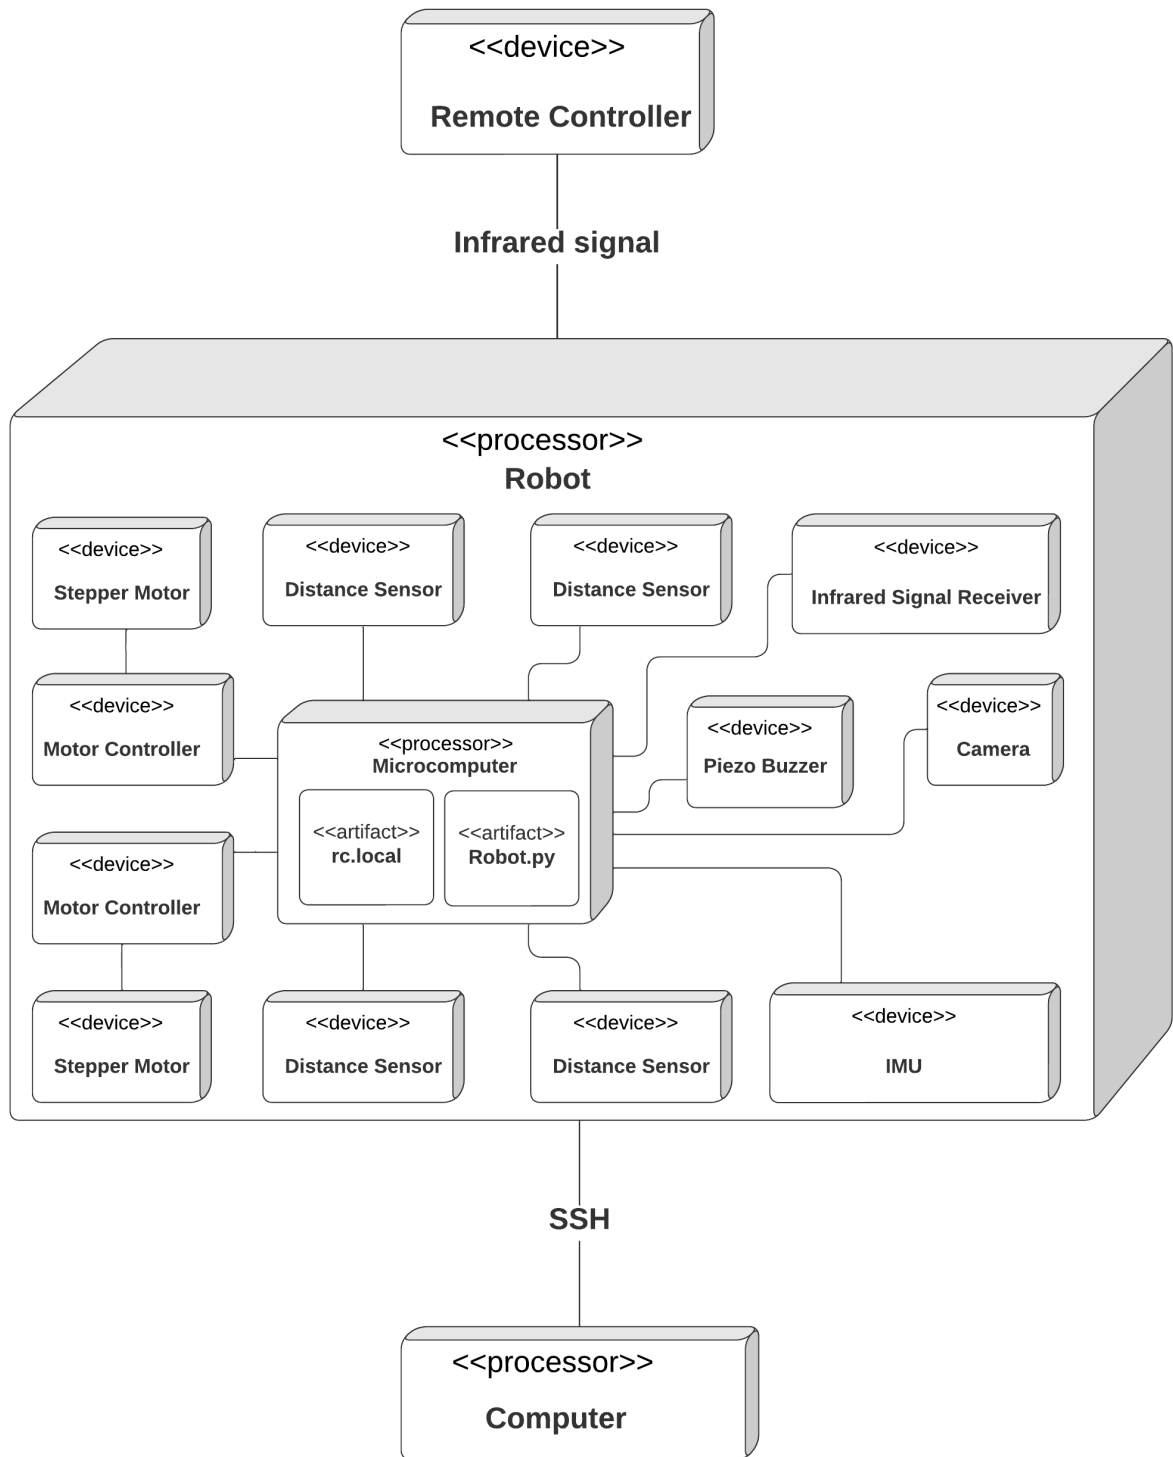 <<device>>
Remote Controller
Infrared signal
<<processor>>
Robot
<<device>>
Stepper Motor
<<device>>
Distance Sensor
<<device>>
Distance Sensor
<<device>>
Infrared Signal Receiver
<<device>>
Motor Controller
<<processor>>
Microcomputer
<<artifact>>
rc.local
<<artifact>>
Robot.py
<<device>>
Piezo Buzzer
<<device>>
Camera
<<device>>
Motor Controller
<<device>>
Stepper Motor
<<device>>
Distance Sensor
<<device>>
Distance Sensor
<<device>>
IMU
SSH
<<processor>>
Computer